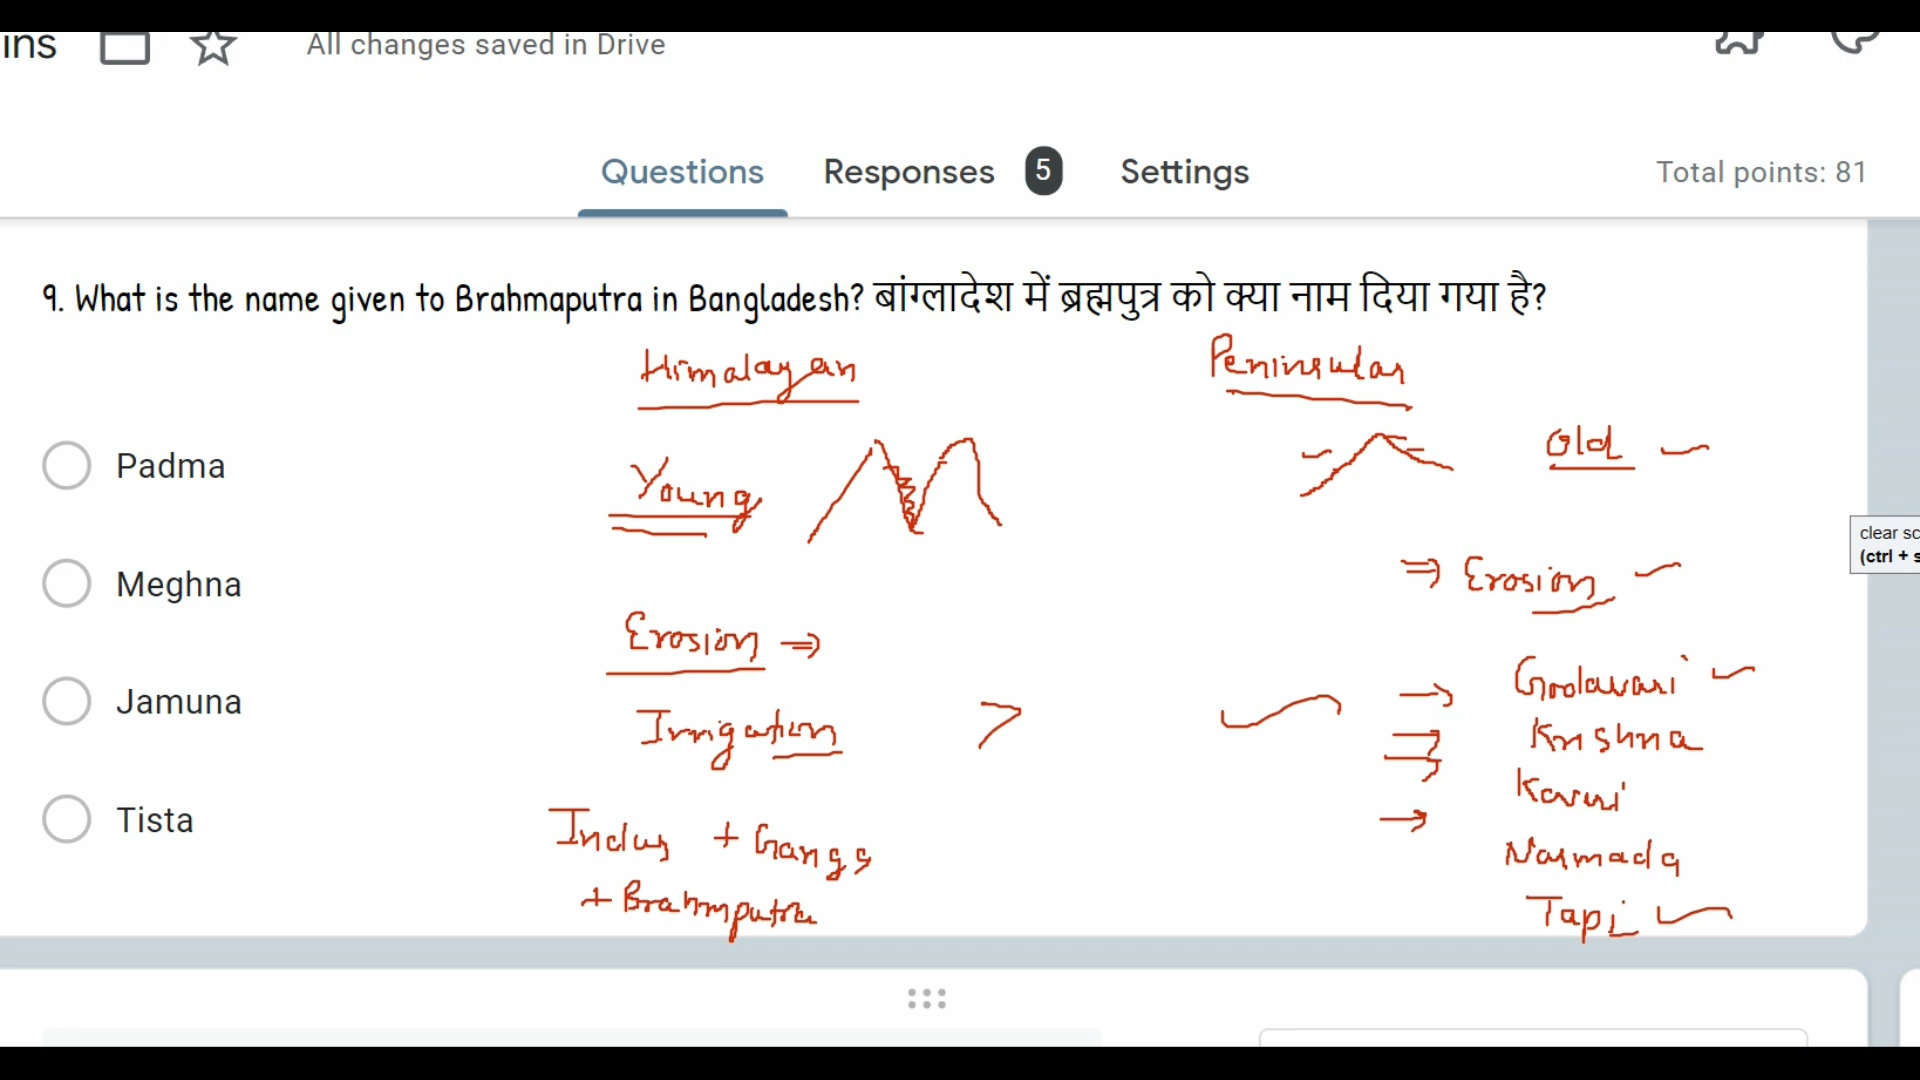 ins All changes saved in Drive
Questions Responses 5 Settings Total points: 81
9. What is the name given to Brahmaputra in Bangladesh? बांग्लादेश में ब्रह्मपुत्र को क्या नाम दिया गया है?
Himalayan Peninsular
Old
Padma
Young
clear sc
(ctrl + s
Erosion
Meghna
Erosion
Godavari
Jamuna
Irrigation
Krishna
Kaveri
Tista
Indus + Ganga
Narmada
+ Brahmputra
Tapi